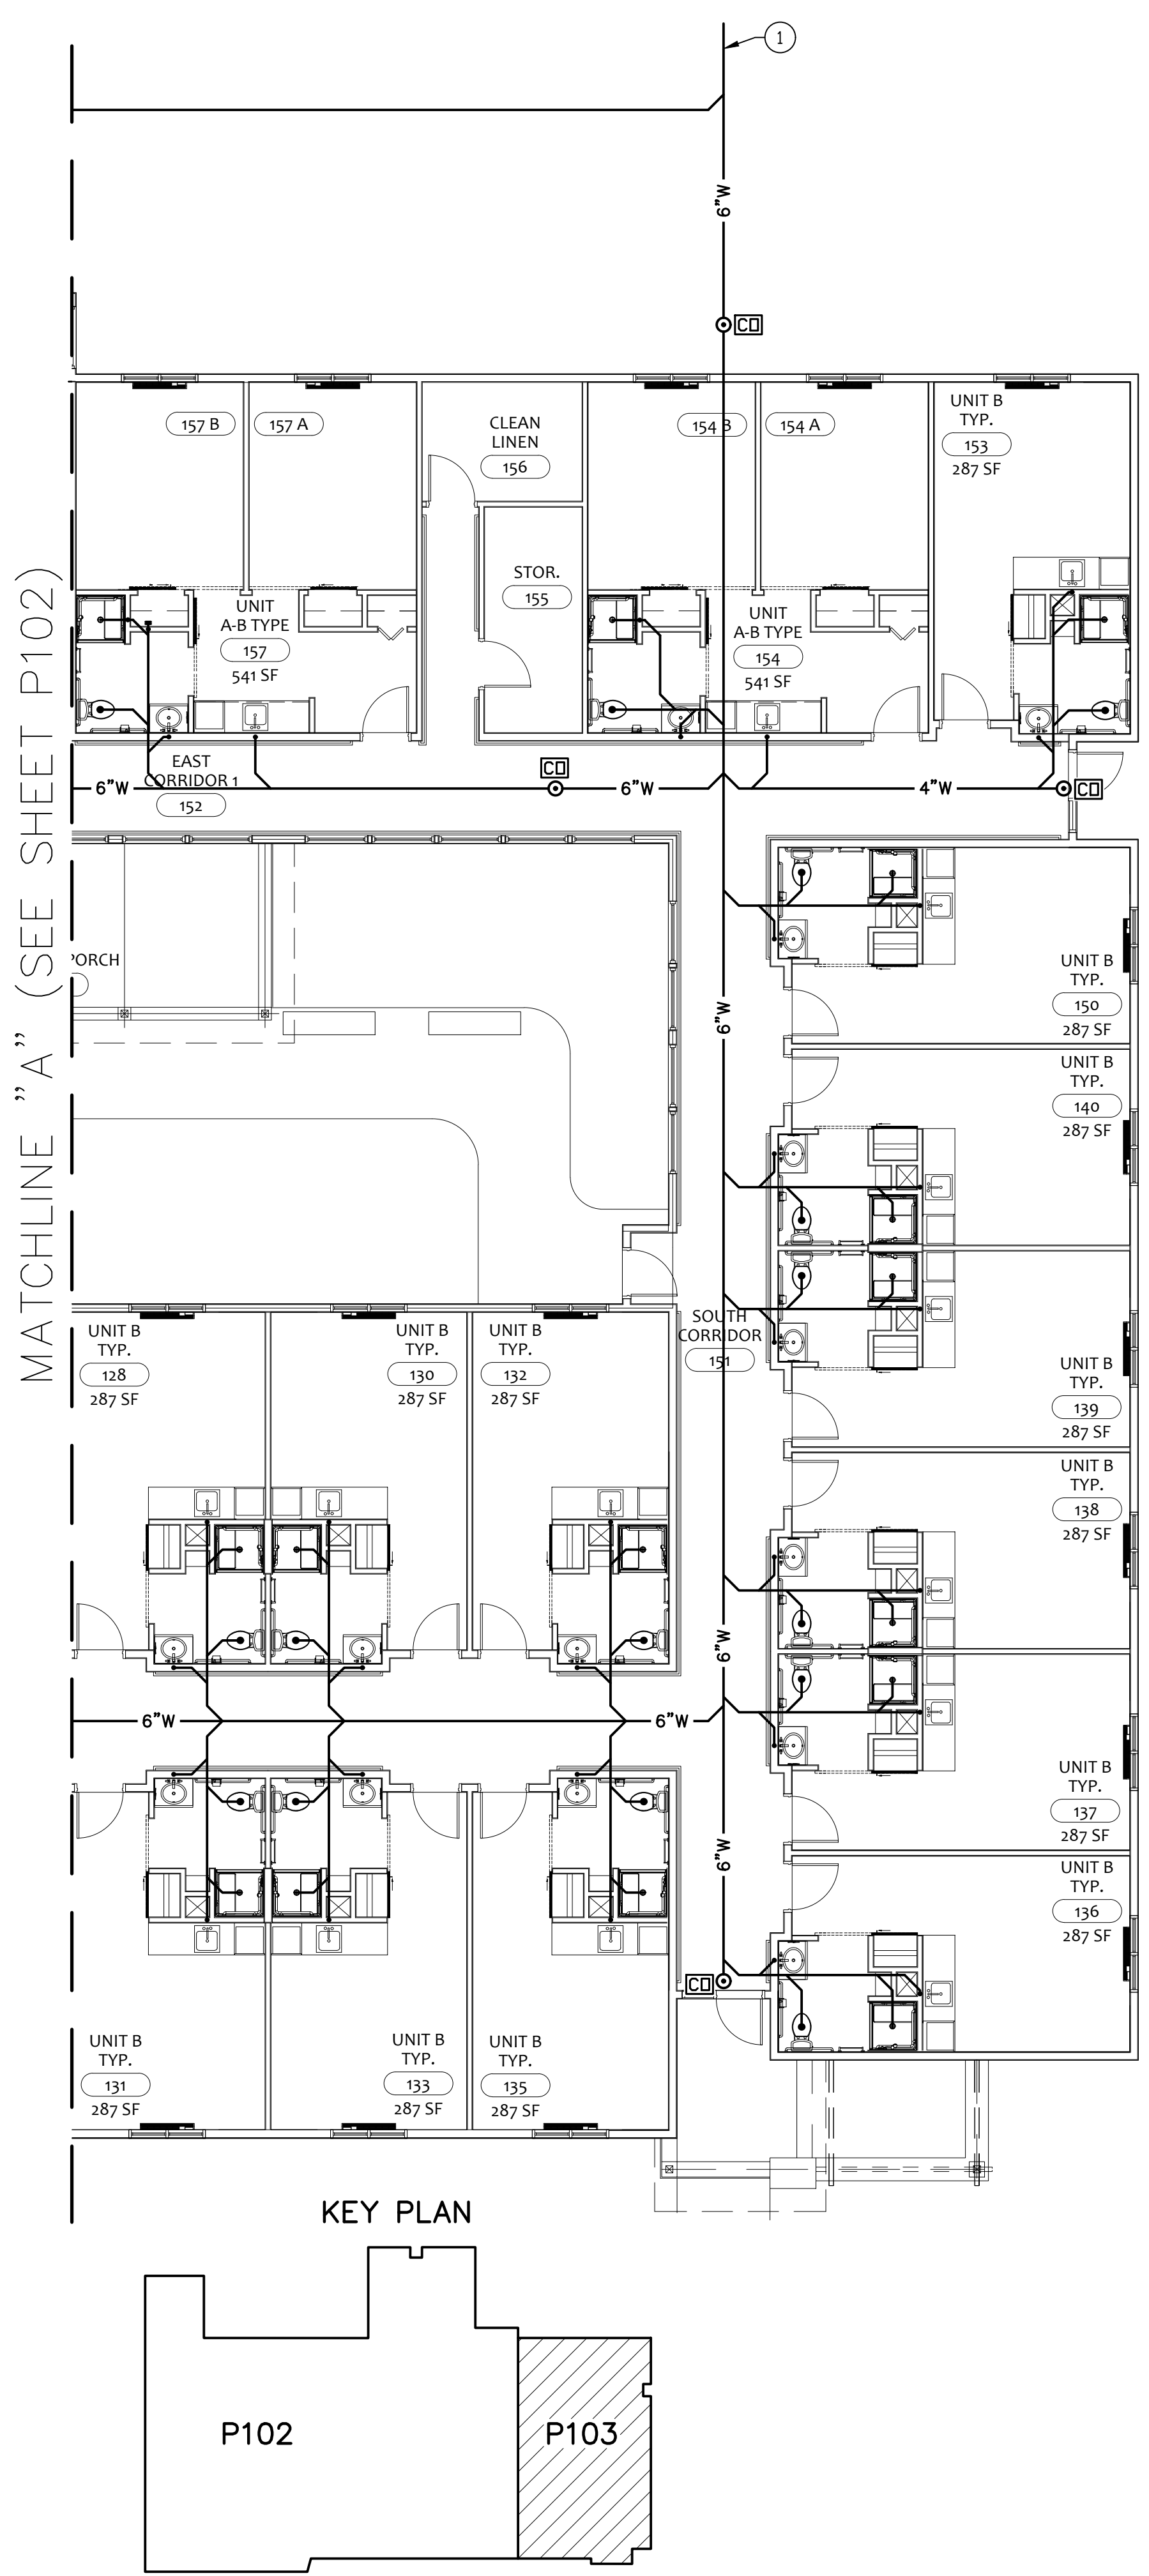 1
6"W
CO
157 B
157 A
CLEAN
LINEN
156
154 B
154 A
UNIT B
TYP.
153
287 SF
STOR.
155
UNIT
A-B TYPE
157
541 SF
UNIT
A-B TYPE
154
541 SF
EAST
CORRIDOR 1
152
6"W
CO
6"W
4"W
CO
MATCHLINE "A" (SEE SHEET P102)
PORCH
6"W
UNIT B
TYP.
150
287 SF
UNIT B
TYP.
140
287 SF
SOUTH
CORRIDOR
151
UNIT B
TYP.
128
287 SF
UNIT B
TYP.
130
287 SF
UNIT B
TYP.
132
287 SF
UNIT B
TYP.
139
287 SF
UNIT B
TYP.
138
287 SF
6"W
6"W
6"W
6"W
UNIT B
TYP.
137
287 SF
UNIT B
TYP.
136
287 SF
CO
UNIT B
TYP.
131
287 SF
UNIT B
TYP.
133
287 SF
UNIT B
TYP.
135
287 SF
KEY PLAN
P102
P103